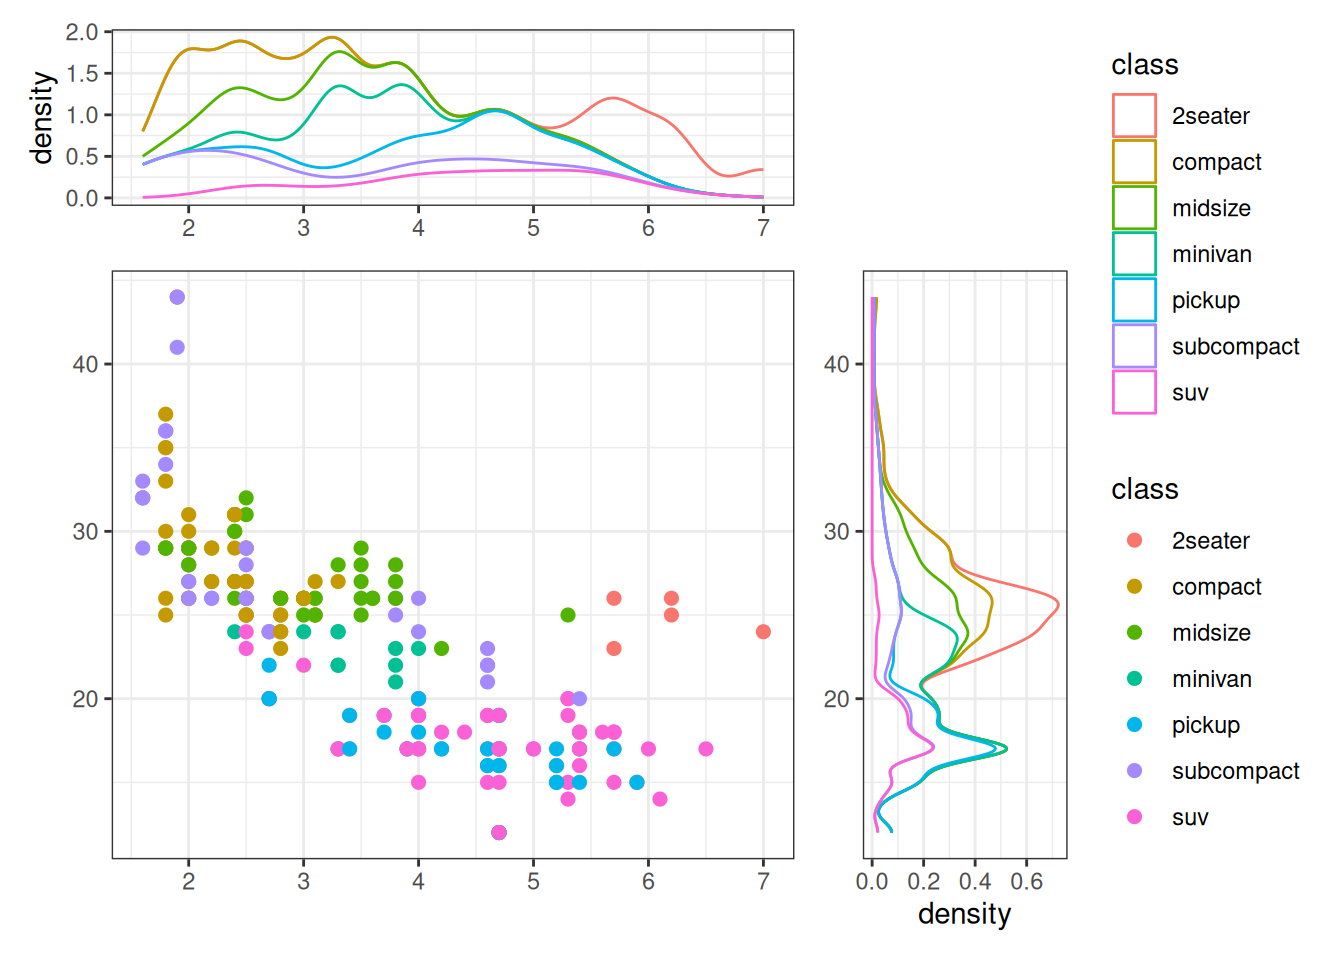 density
2.0
1.5
1.0
0.5
0.0
2 3 4 5 6 7
40
30
20
2 3 4 5 6 7
40
30
20
0.0 0.2 0.4 0.6
density
class
2seater
compact
midsize
minivan
pickup
subcompact
suv
class
2seater
compact
midsize
minivan
pickup
subcompact
suv